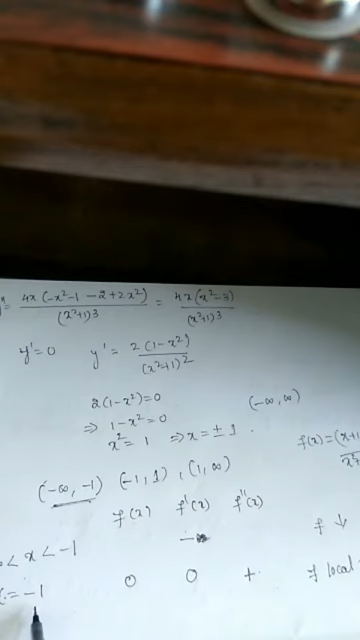 y'' = 4x(-x²-1-2+2x²)/(x²+1)³ = 4x(x²-3)/(x²+1)³
y'=0 y' = 2(1-x²)/(x²+1)²
2(1-x²)=0
⇒ 1-x²=0 (-∞,∞)
x² = 1 ⇒ x = ± 1 . f(x) = (x+1
(-∞, -1) (-1, 1) , (1, ∞)
f(x) f'(x) f''(x)
< x < -1 - f ↓
x = -1 0 0 + f local